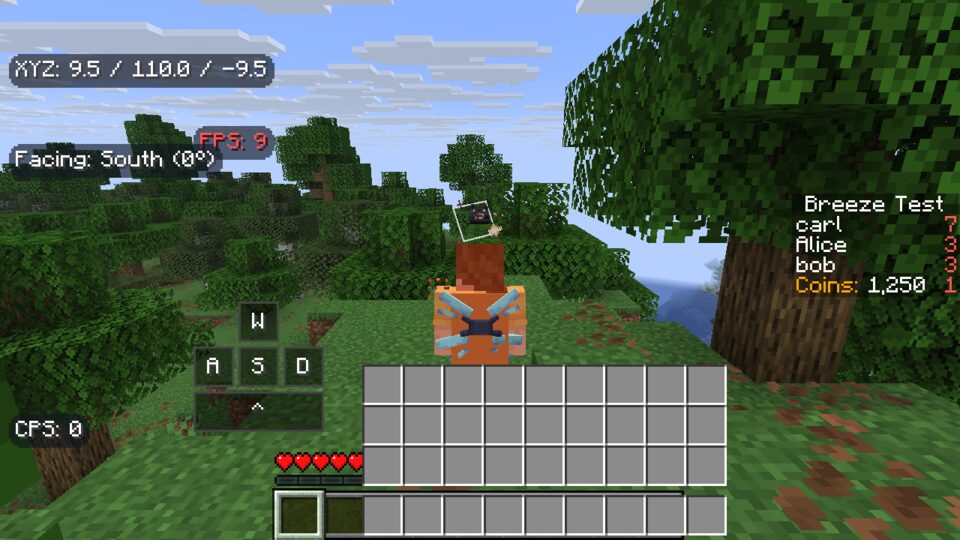 XYZ: 9.5 / 110.0 / -9.5
FPS: 9
Facing: South (0°)
Breeze Test
carl 7
Alice 3
bob 3
Coins: 1,250 1
W
A S D
^
CPS: 0